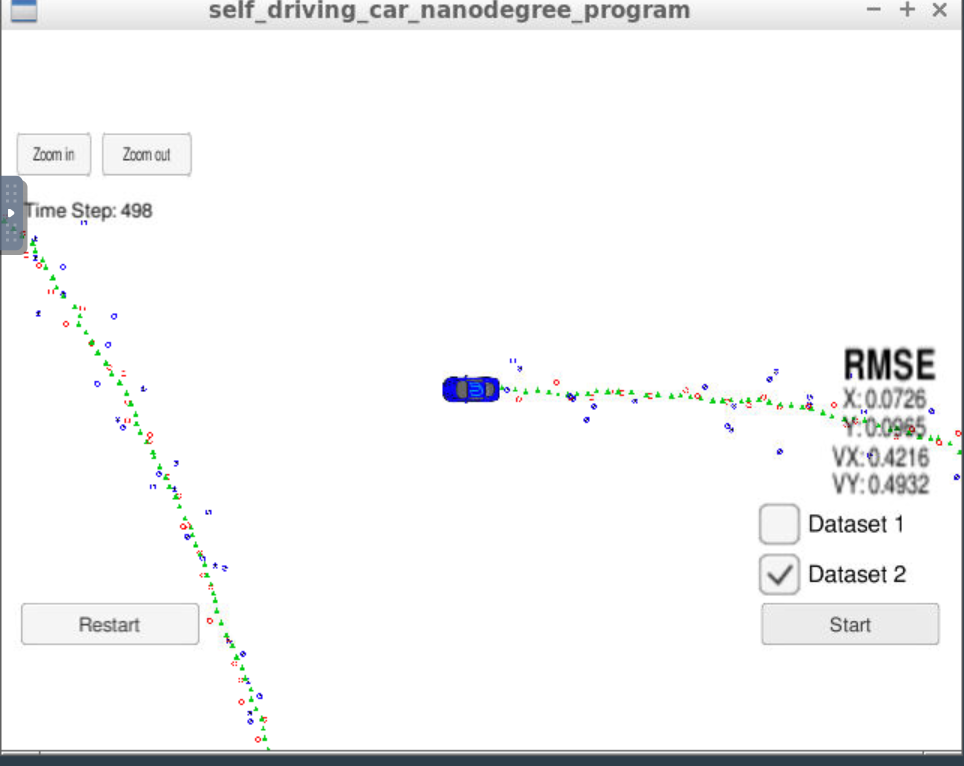 self_driving_car_nanodegree_program
Zoom in
Zoom out
Time Step: 498
RMSE
X: 0.0726
Y: 0.0965
VX: 0.4216
VY: 0.4932
Dataset 1
Dataset 2
Restart
Start